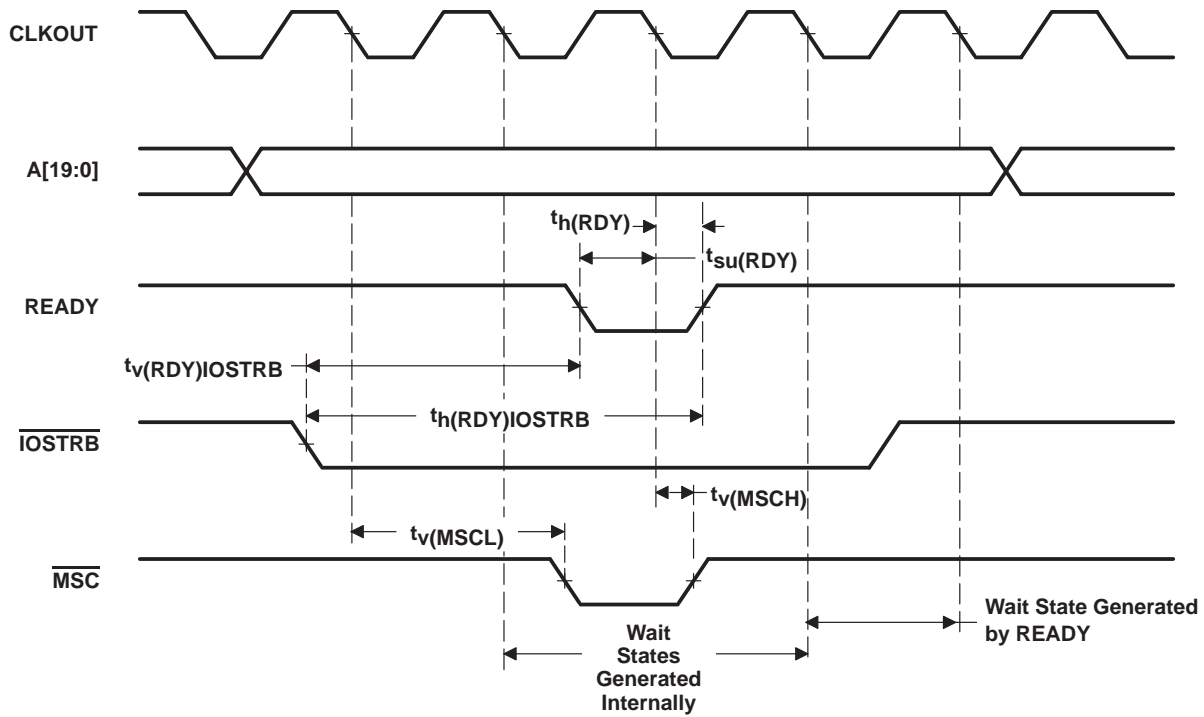 CLKOUT
A[19:0]
th(RDY)
tsu(RDY)
READY
tv(RDY)IOSTRB
th(RDY)IOSTRB
IOSTRB
tv(MSCH)
tv(MSCL)
MSC
Wait State Generated
by READY
Wait
States
Generated
Internally